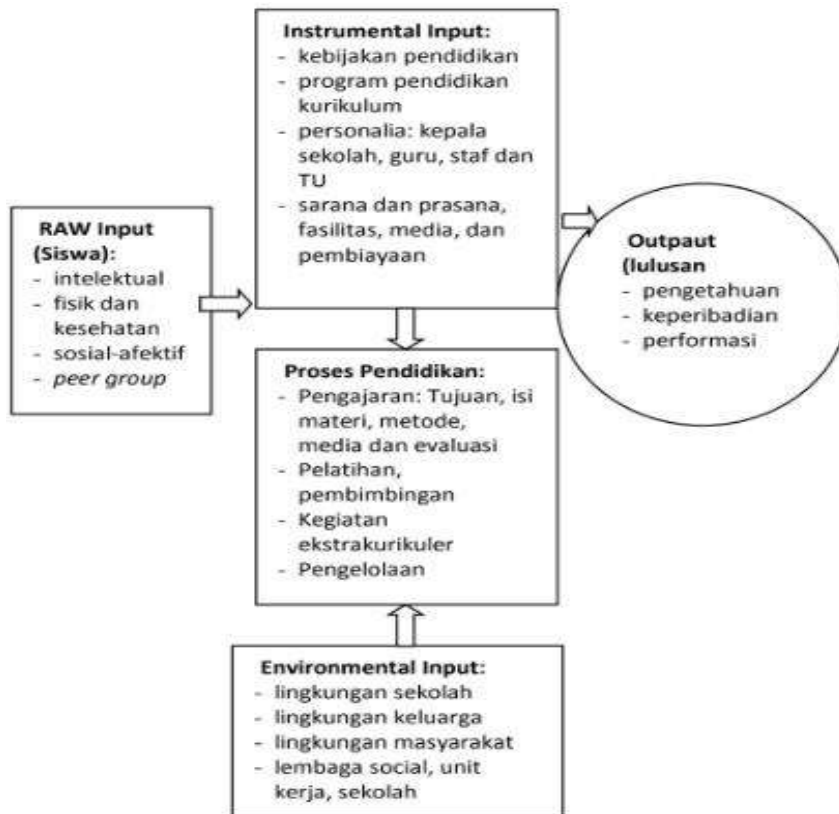 Instrumental Input:
- kebijakan pendidikan
- program pendidikan
kurikulum
- personalia: kepala
sekolah, guru, staf dan
TU
- sarana dan prasana,
fasilitas, media, dan
pembiayaan
RAW Input
(Siswa):
- intelektual
- fisik dan
kesehatan
- sosial-afektif
- peer group
Outpaut
(lulusan
- pengetahuan
- keperibadian
- performasi
Proses Pendidikan:
- Pengajaran: Tujuan, isi
materi, metode,
media dan evaluasi
- Pelatihan,
pembimbingan
- Kegiatan
ekstrakurikuler
- Pengelolaan
Environmental Input:
- lingkungan sekolah
- lingkungan keluarga
- lingkungan masyarakat
- lembaga social, unit
kerja, sekolah